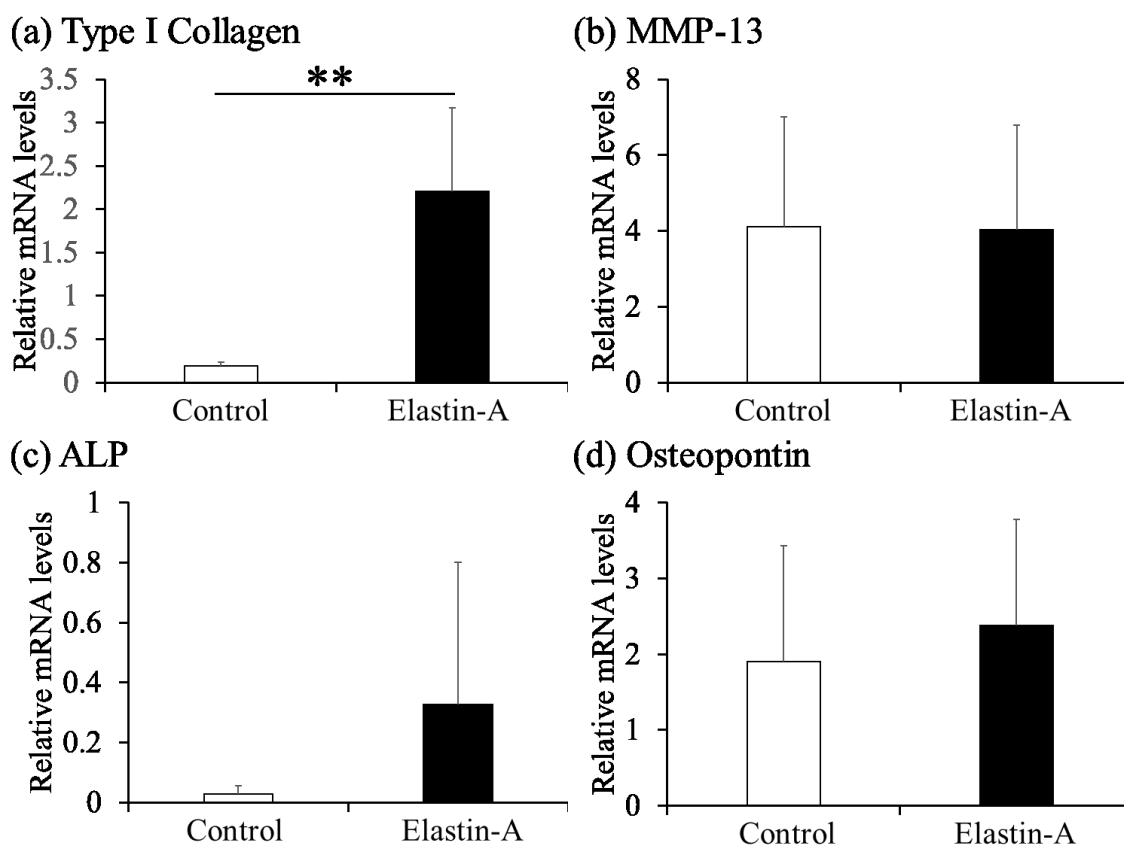 (a) Type I Collagen
**
Relative mRNA levels
3.5
3
2.5
2
1.5
1
0.5
0
Control
Elastin-A
(b) MMP-13
Relative mRNA levels
8
6
4
2
0
Control
Elastin-A
(c) ALP
Relative mRNA levels
1
0.8
0.6
0.4
0.2
0
Control
Elastin-A
(d) Osteopontin
Relative mRNA levels
4
3
2
1
0
Control
Elastin-A